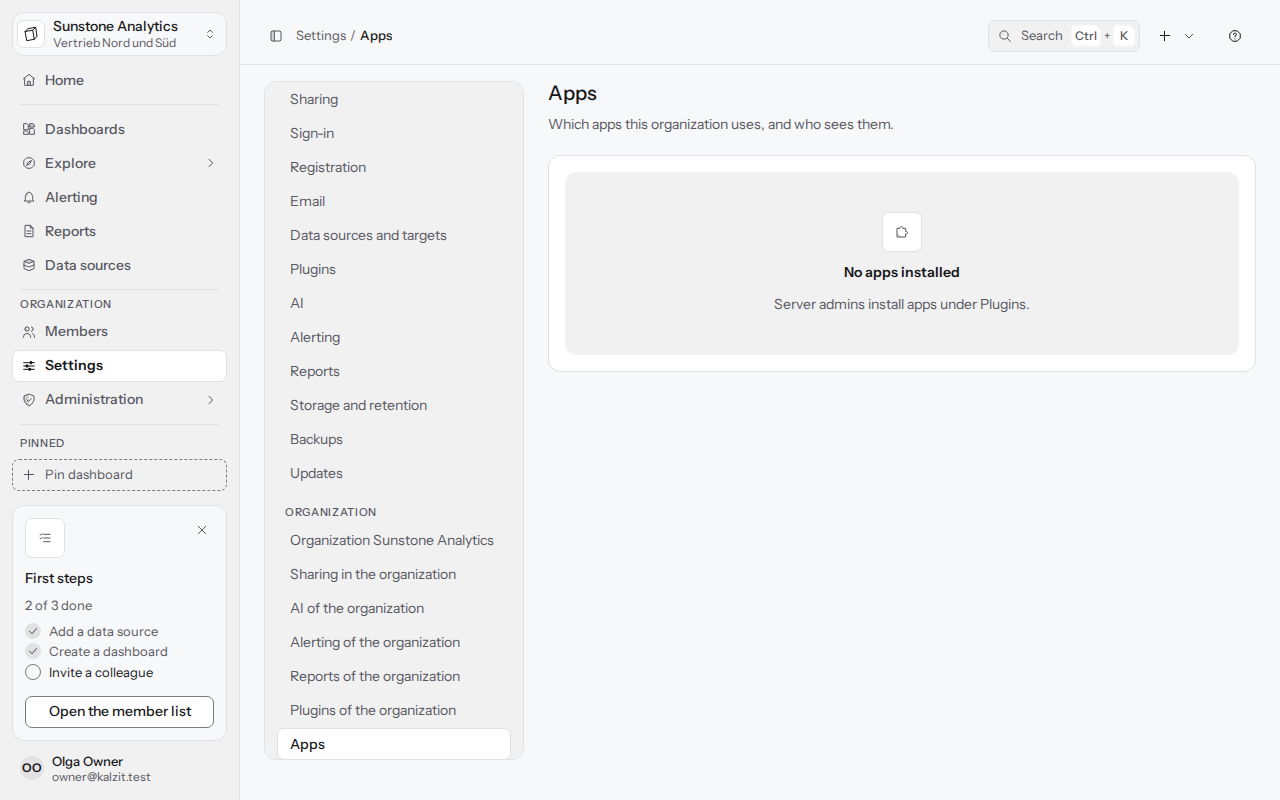 Sunstone Analytics
Vertrieb Nord und Süd
Home
Dashboards
Explore
Alerting
Reports
Data sources
ORGANIZATION
Members
Settings
Administration
PINNED
Pin dashboard
First steps
2 of 3 done
Add a data source
Create a dashboard
Invite a colleague
Open the member list
OO
Olga Owner
owner@kalzit.test
Settings / Apps
Search Ctrl + K
Sharing
Sign-in
Registration
Email
Data sources and targets
Plugins
AI
Alerting
Reports
Storage and retention
Backups
Updates
ORGANIZATION
Organization Sunstone Analytics
Sharing in the organization
AI of the organization
Alerting of the organization
Reports of the organization
Plugins of the organization
Apps
Apps
Which apps this organization uses, and who sees them.
No apps installed
Server admins install apps under Plugins.